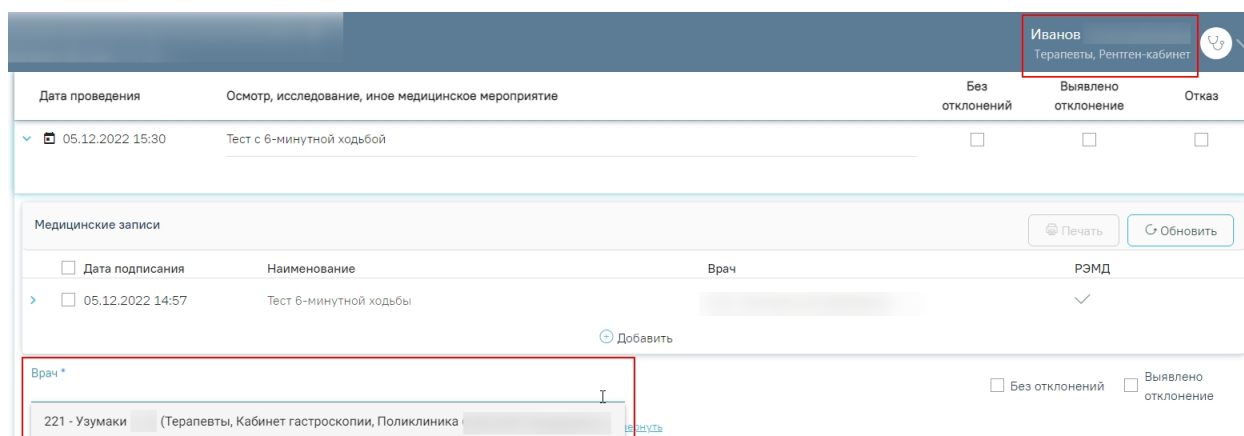 Иванов
Терапевты, Рентген-кабинет
Дата проведения Осмотр, исследование, иное медицинское мероприятие Без отклонений Выявлено отклонение Отказ
05.12.2022 15:30 Тест с 6-минутной ходьбой
Медицинские записи Печать Обновить
Дата подписания Наименование Врач РЭМД
05.12.2022 14:57 Тест 6-минутной ходьбы
Добавить
Врач *
Без отклонений Выявлено отклонение
221 - Узумаки (Терапевты, Кабинет гастроскопии, Поликлиника